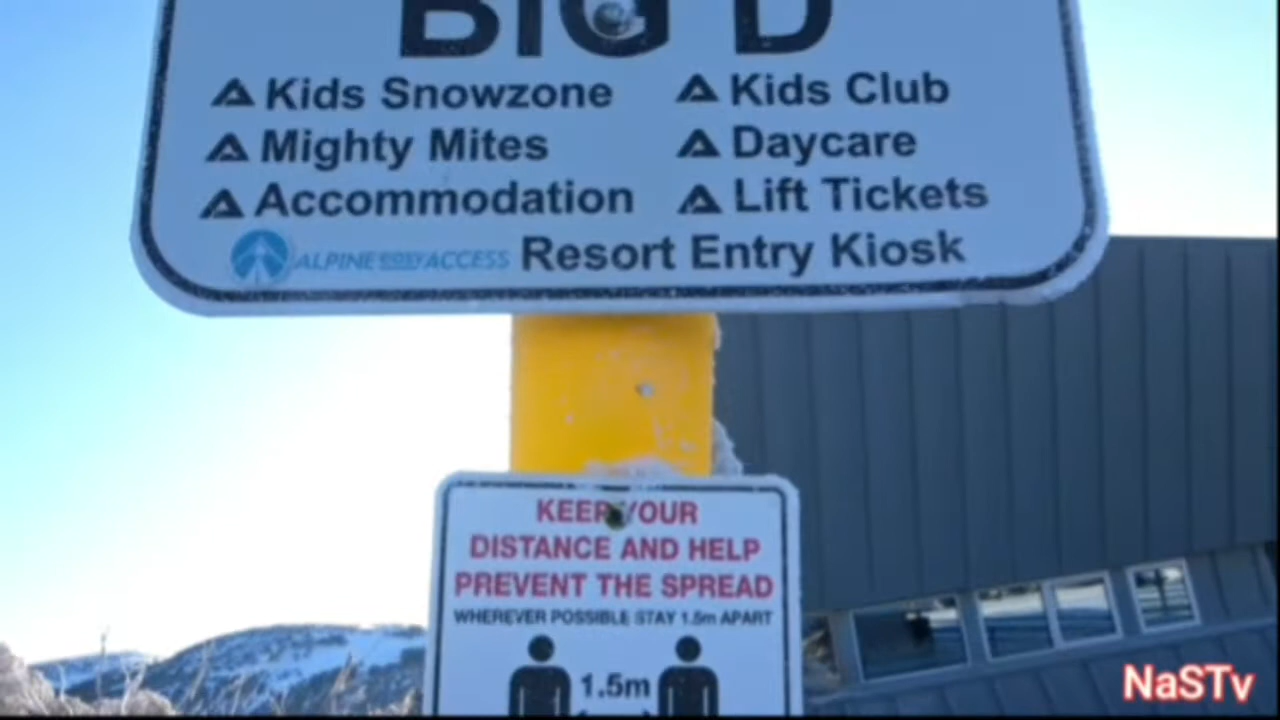 BIG D
Kids Snowzone Kids Club
Mighty Mites Daycare
Accommodation Lift Tickets
ALPINE ACCESS Resort Entry Kiosk
KEEP YOUR
DISTANCE AND HELP
PREVENT THE SPREAD
WHEREVER POSSIBLE STAY 1.5m APART
1.5m
NaSTv